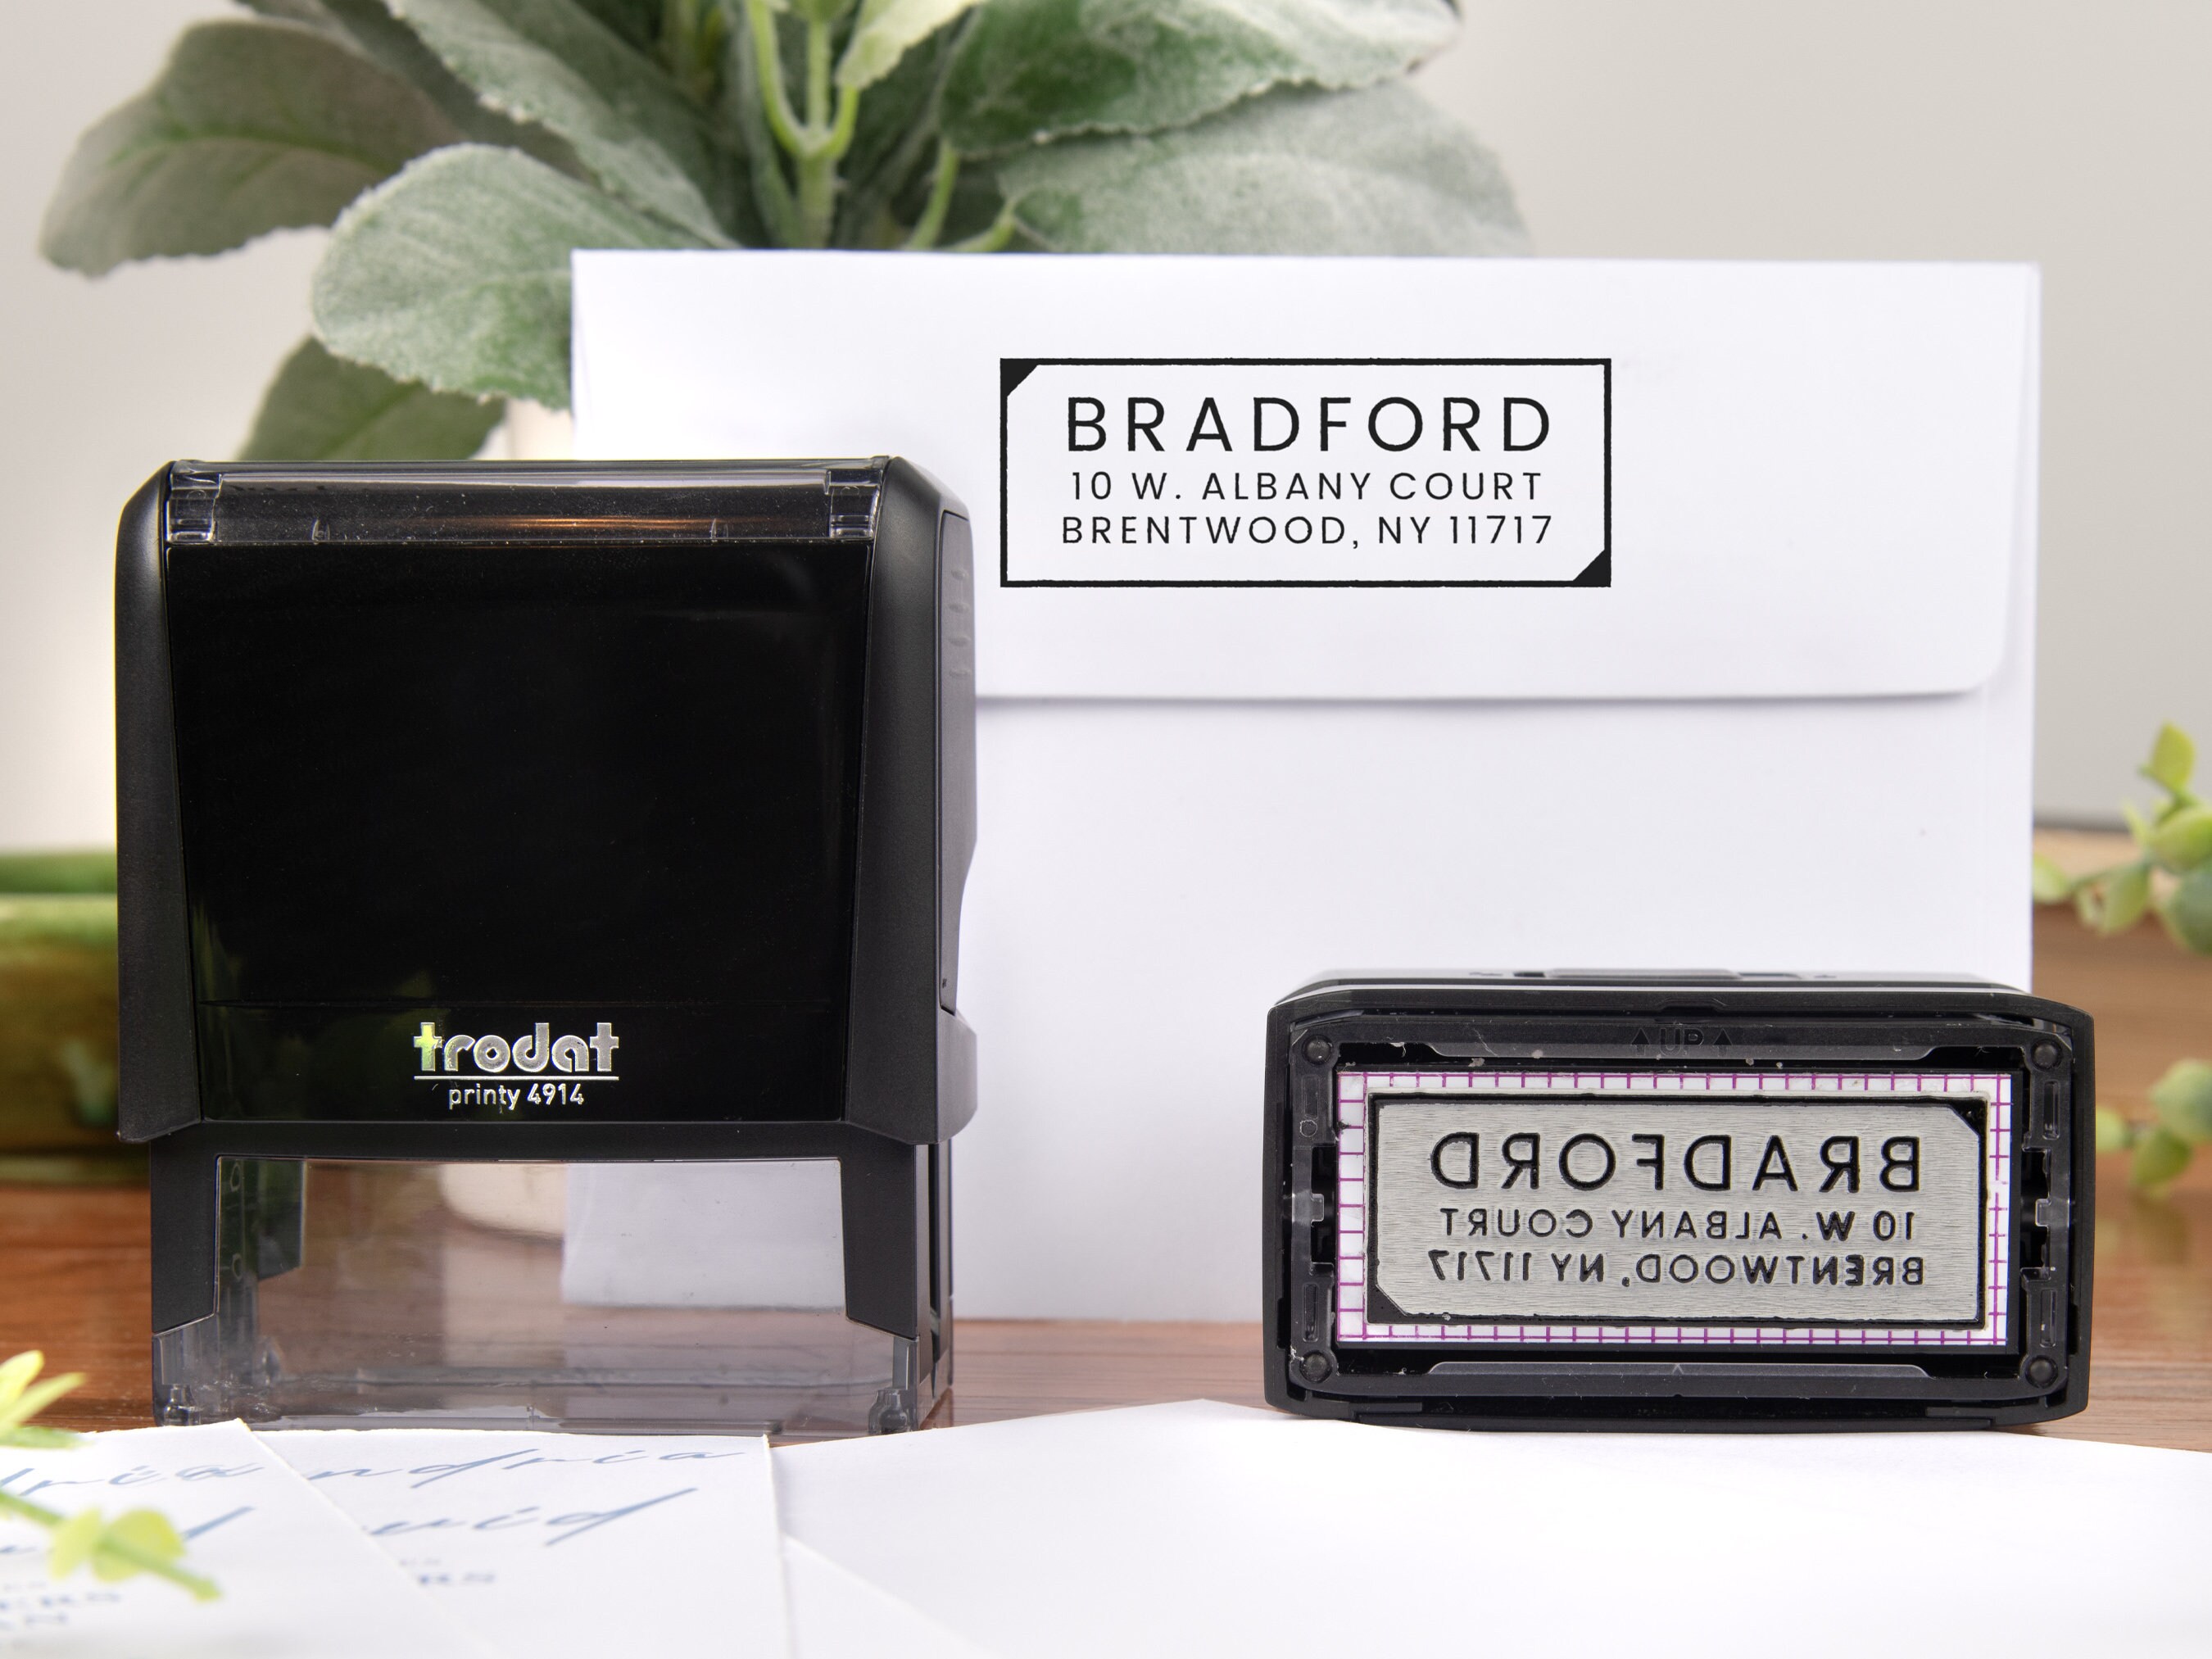 BRADFORD
10 W. ALBANY COURT
BRENTWOOD, NY 11717
trodat
printy 4914
UP
BRADFORD
10 W. ALBANY COURT
BRENTWOOD, NY 11717